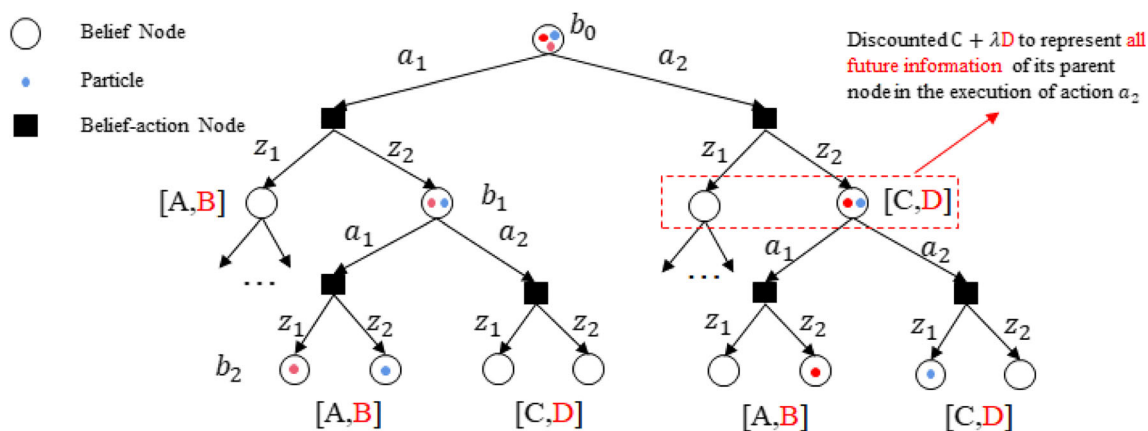 Belief Node
Particle
Belief-action Node
b₀
a₁ a₂
Discounted C + λD to represent all
future information of its parent
node in the execution of action a₂
z₁ z₂ z₁ z₂
[A,B] b₁ [C,D]
a₁ a₂ a₁ a₂
... ...
z₁ z₂ z₁ z₂ z₁ z₂ z₁ z₂
b₂
[A,B] [C,D] [A,B] [C,D]